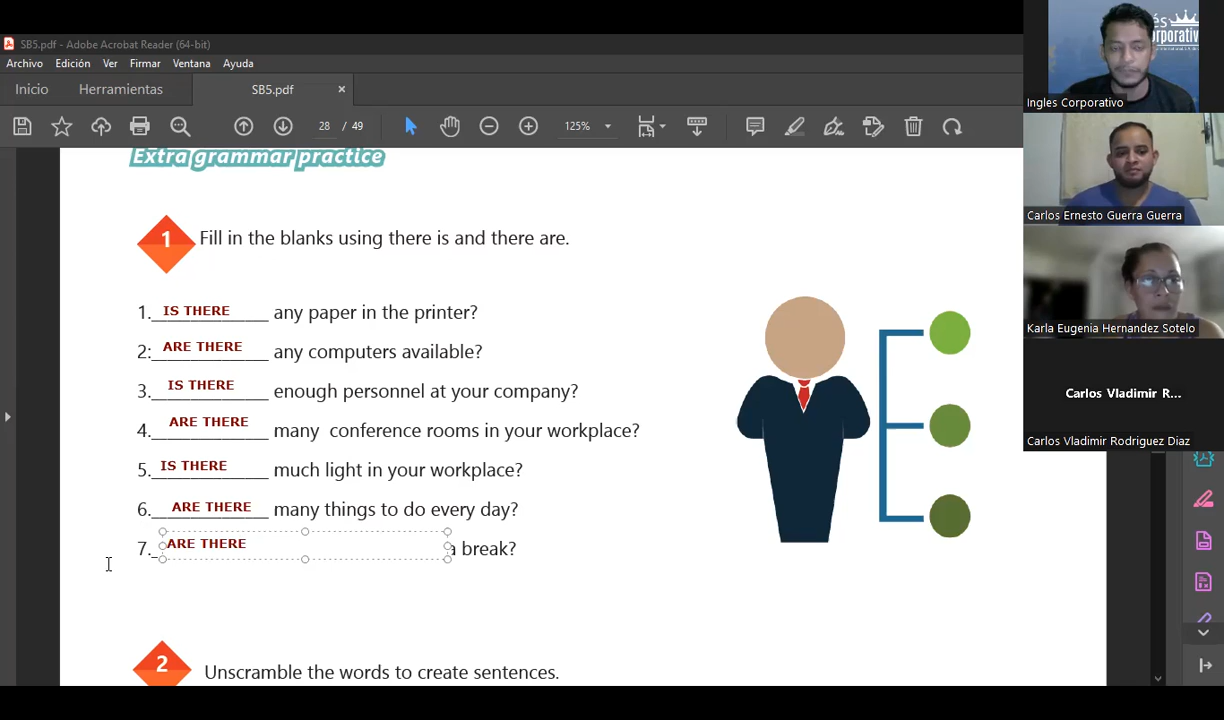 SB5.pdf - Adobe Acrobat Reader (64-bit)
Archivo Edición Ver Firmar Ventana Ayuda
Inicio Herramientas SB5.pdf ×
28 / 49 125%
Extra grammar practice
1 Fill in the blanks using there is and there are.
1. IS THERE any paper in the printer?
2. ARE THERE any computers available?
3. IS THERE enough personnel at your company?
4. ARE THERE many conference rooms in your workplace?
5. IS THERE much light in your workplace?
6. ARE THERE many things to do every day?
7. ARE THERE a break?
2 Unscramble the words to create sentences.
Ingles Corporativo
Carlos Ernesto Guerra Guerra
Karla Eugenia Hernandez Sotelo
Carlos Vladimir R...
Carlos Vladimir Rodriguez Diaz